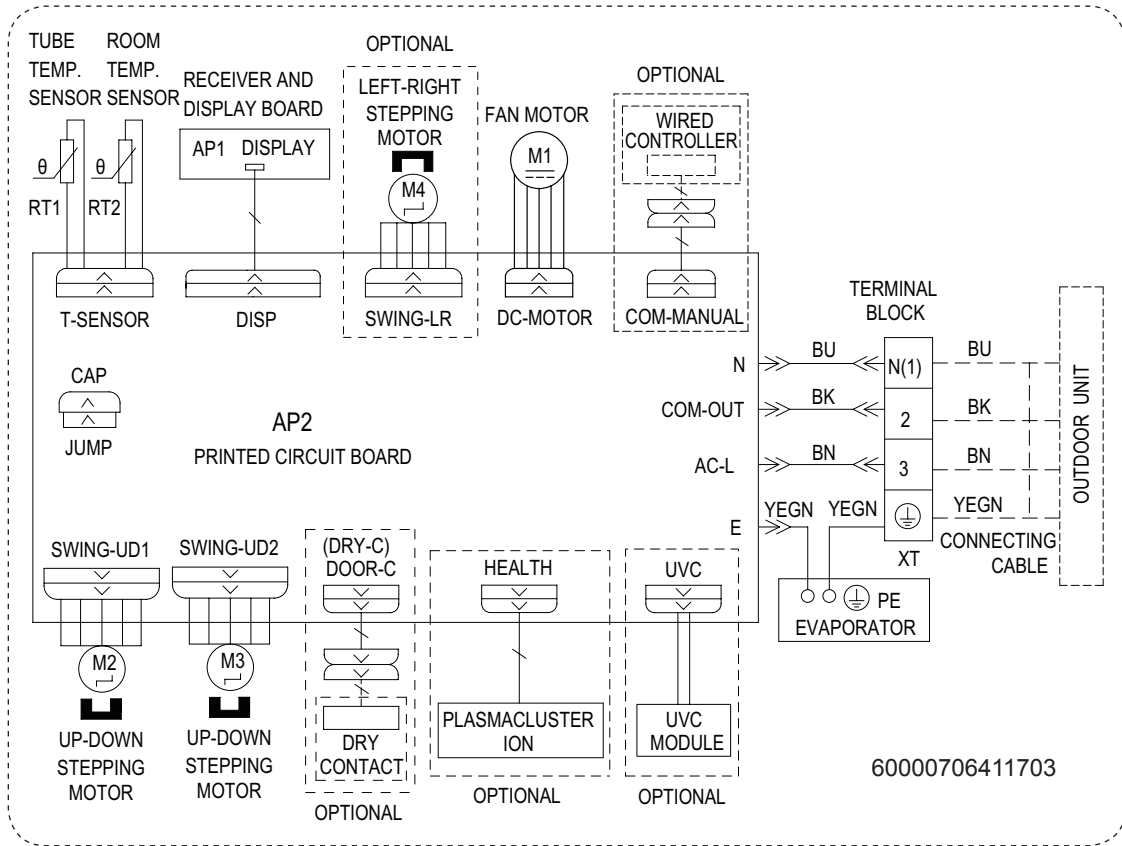 TUBE
TEMP.
SENSOR
ROOM
TEMP.
SENSOR
RECEIVER AND
DISPLAY BOARD
AP1 DISPLAY
OPTIONAL
LEFT-RIGHT
STEPPING
MOTOR
M4
FAN MOTOR
M1
OPTIONAL
WIRED
CONTROLLER
θ
θ
RT1
RT2
T-SENSOR
DISP
SWING-LR
DC-MOTOR
COM-MANUAL
TERMINAL
BLOCK
CAP
JUMP
AP2
PRINTED CIRCUIT BOARD
N
BU
N(1)
BU
COM-OUT
BK
2
BK
AC-L
BN
3
BN
E
YEGN
YEGN
YEGN
XT
CONNECTING
CABLE
OUTDOOR UNIT
PE
EVAPORATOR
SWING-UD1
M2
UP-DOWN
STEPPING
MOTOR
SWING-UD2
M3
UP-DOWN
STEPPING
MOTOR
(DRY-C)
DOOR-C
DRY
CONTACT
OPTIONAL
HEALTH
PLASMACLUSTER
ION
OPTIONAL
UVC
UVC
MODULE
OPTIONAL
60000706411703